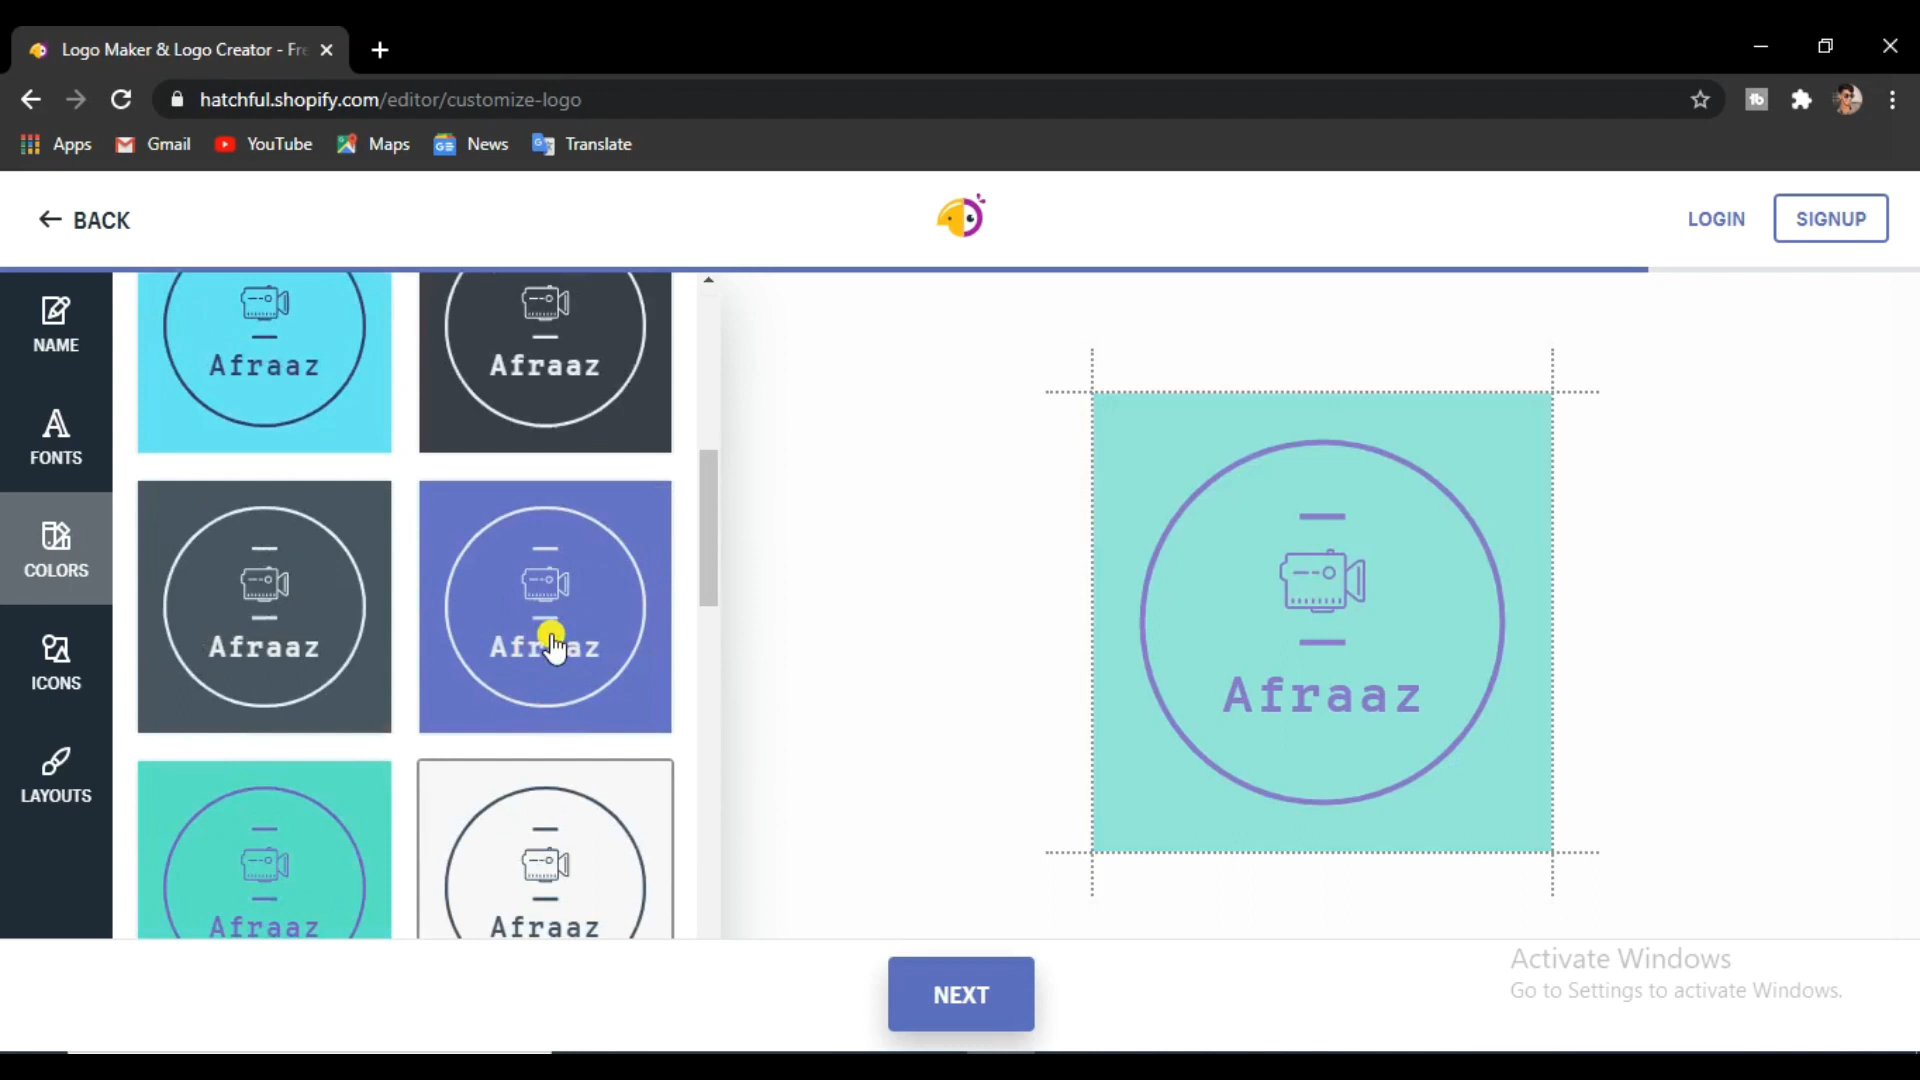 Logo Maker & Logo Creator - Fre
hatchful.shopify.com/editor/customize-logo
Apps Gmail YouTube Maps News Translate
BACK
LOGIN
SIGNUP
NAME
FONTS
COLORS
ICONS
LAYOUTS
Afraaz Afraaz
Afraaz Afraaz
Afraaz Afraaz
Afraaz
NEXT
Activate Windows
Go to Settings to activate Windows.